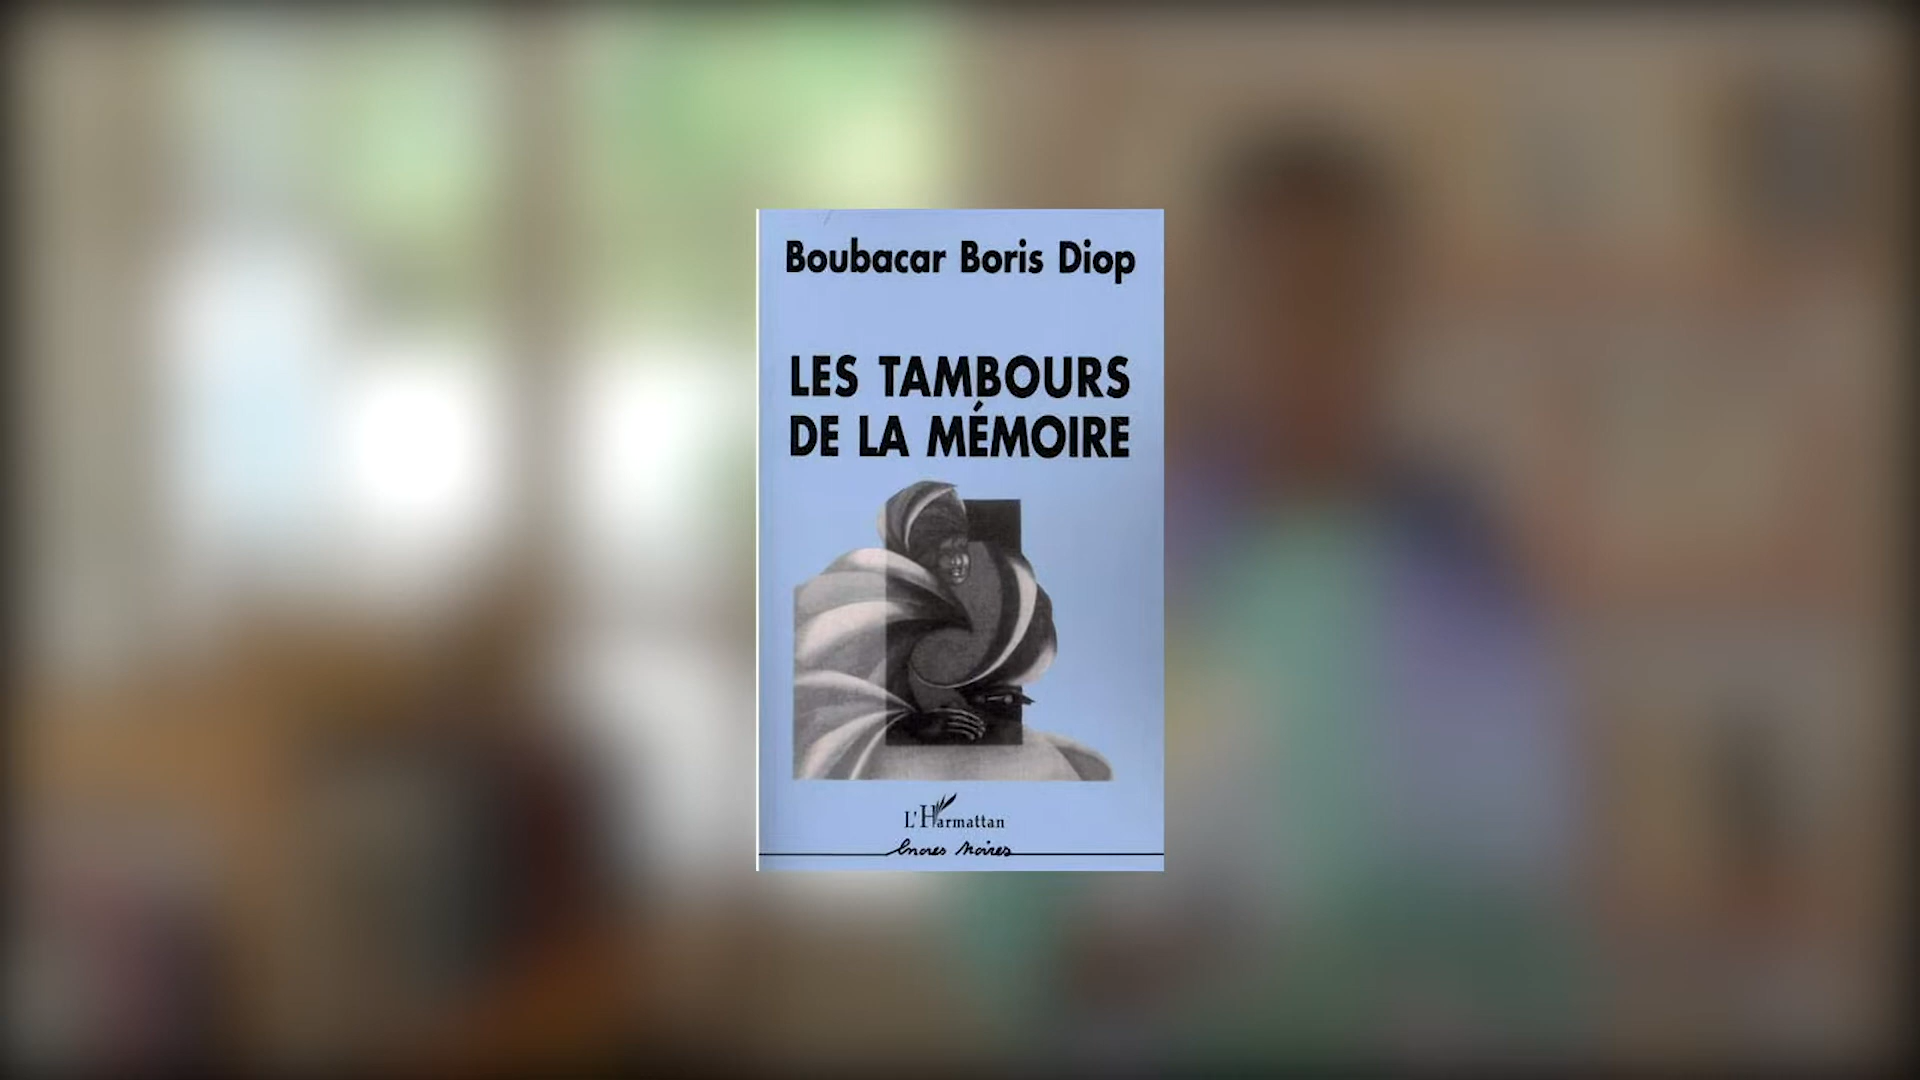 Boubacar Boris Diop
LES TAMBOURS
DE LA MÉMOIRE
L'Harmattan
Encres Noires